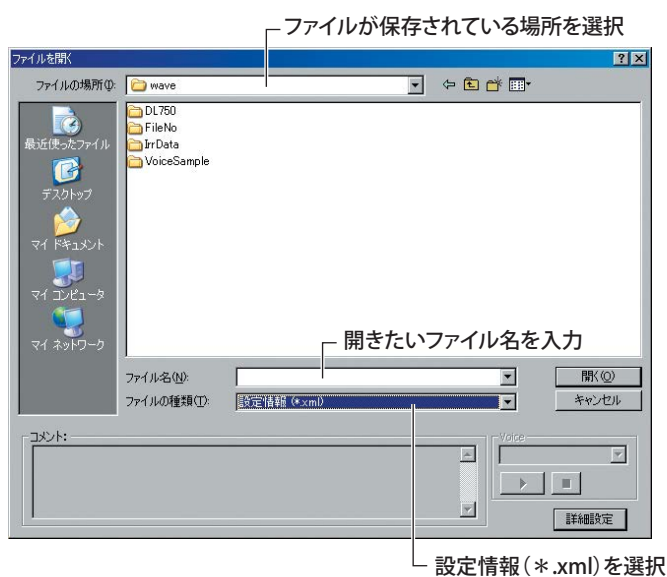 ファイルが保存されている場所を選択
ファイルを開く
ファイルの場所(I):
wave
DL750
FileNo
IrrData
VoiceSample
最近使ったファイル
デスクトップ
マイ ドキュメント
マイ コンピュータ
マイ ネットワーク
開きたいファイル名を入力
ファイル名(N):
開く(O)
ファイルの種類(T):
設定情報 (*.xml)
キャンセル
コメント:
Voice
詳細設定
設定情報(＊.xml)を選択